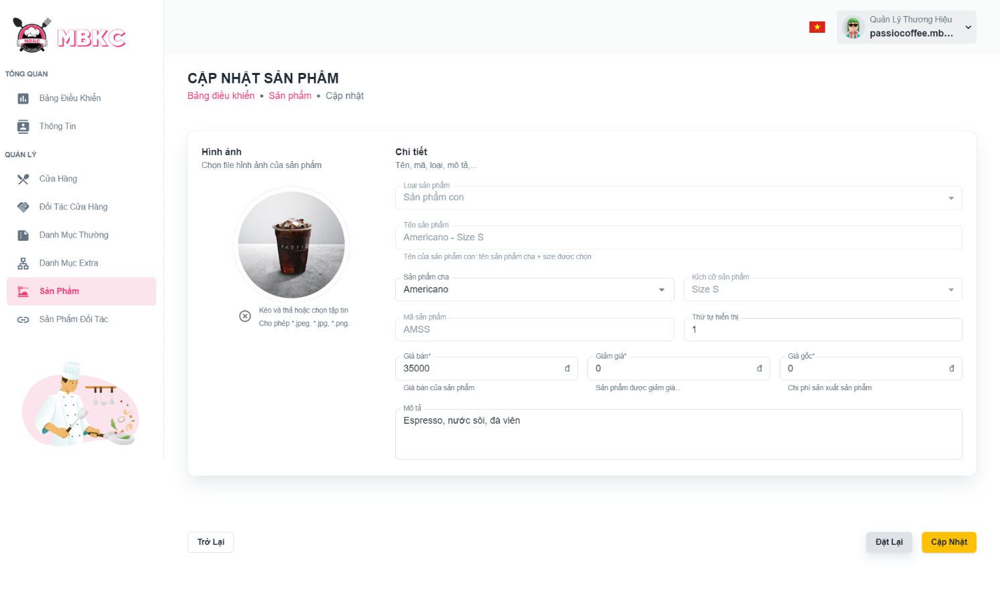 MBKC
MBKC
Quản Lý Thương Hiệu
passiocoffee.mb...
TỔNG QUAN
Bảng Điều Khiển
Thông Tin
QUẢN LÝ
Cửa Hàng
Đối Tác Cửa Hàng
Danh Mục Thường
Danh Mục Extra
Sản Phẩm
Sản Phẩm Đối Tác
CẬP NHẬT SẢN PHẨM
Bảng điều khiển • Sản phẩm • Cập nhật
Hình ảnh
Chọn file hình ảnh của sản phẩm
PASSIO
Kéo và thả hoặc chọn tập tin
Cho phép *.jpeg, *.jpg, *.png.
Chi tiết
Tên, mã, loại, mô tả,...
Loại sản phẩm
Sản phẩm con
Tên sản phẩm
Americano - Size S
Tên của sản phẩm con: tên sản phẩm cha + size được chọn
Sản phẩm cha
Americano
Kích cỡ sản phẩm
Size S
Mã sản phẩm
AMSS
Thứ tự hiển thị
1
Giá bán*
35000 đ
Giá bán của sản phẩm
Giảm giá*
0 đ
Sản phẩm được giảm giá...
Giá gốc*
0 đ
Chi phí sản xuất sản phẩm
Mô tả
Espresso, nước sôi, đá viên
Trở Lại
Đặt Lại
Cập Nhật